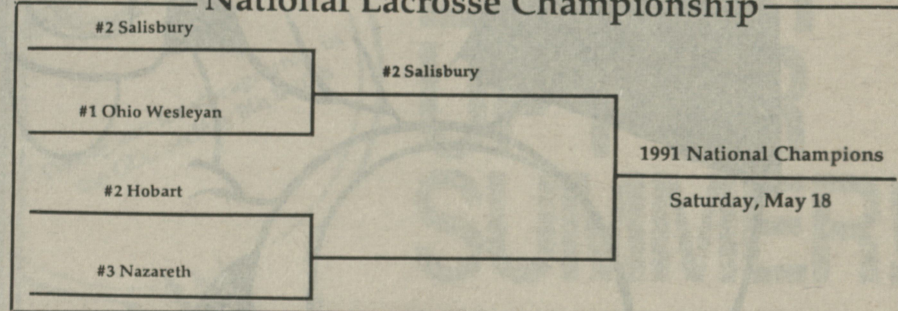 National Lacrosse Championship
#2 Salisbury
#2 Salisbury
#1 Ohio Wesleyan
1991 National Champions
#2 Hobart
Saturday, May 18
#3 Nazareth